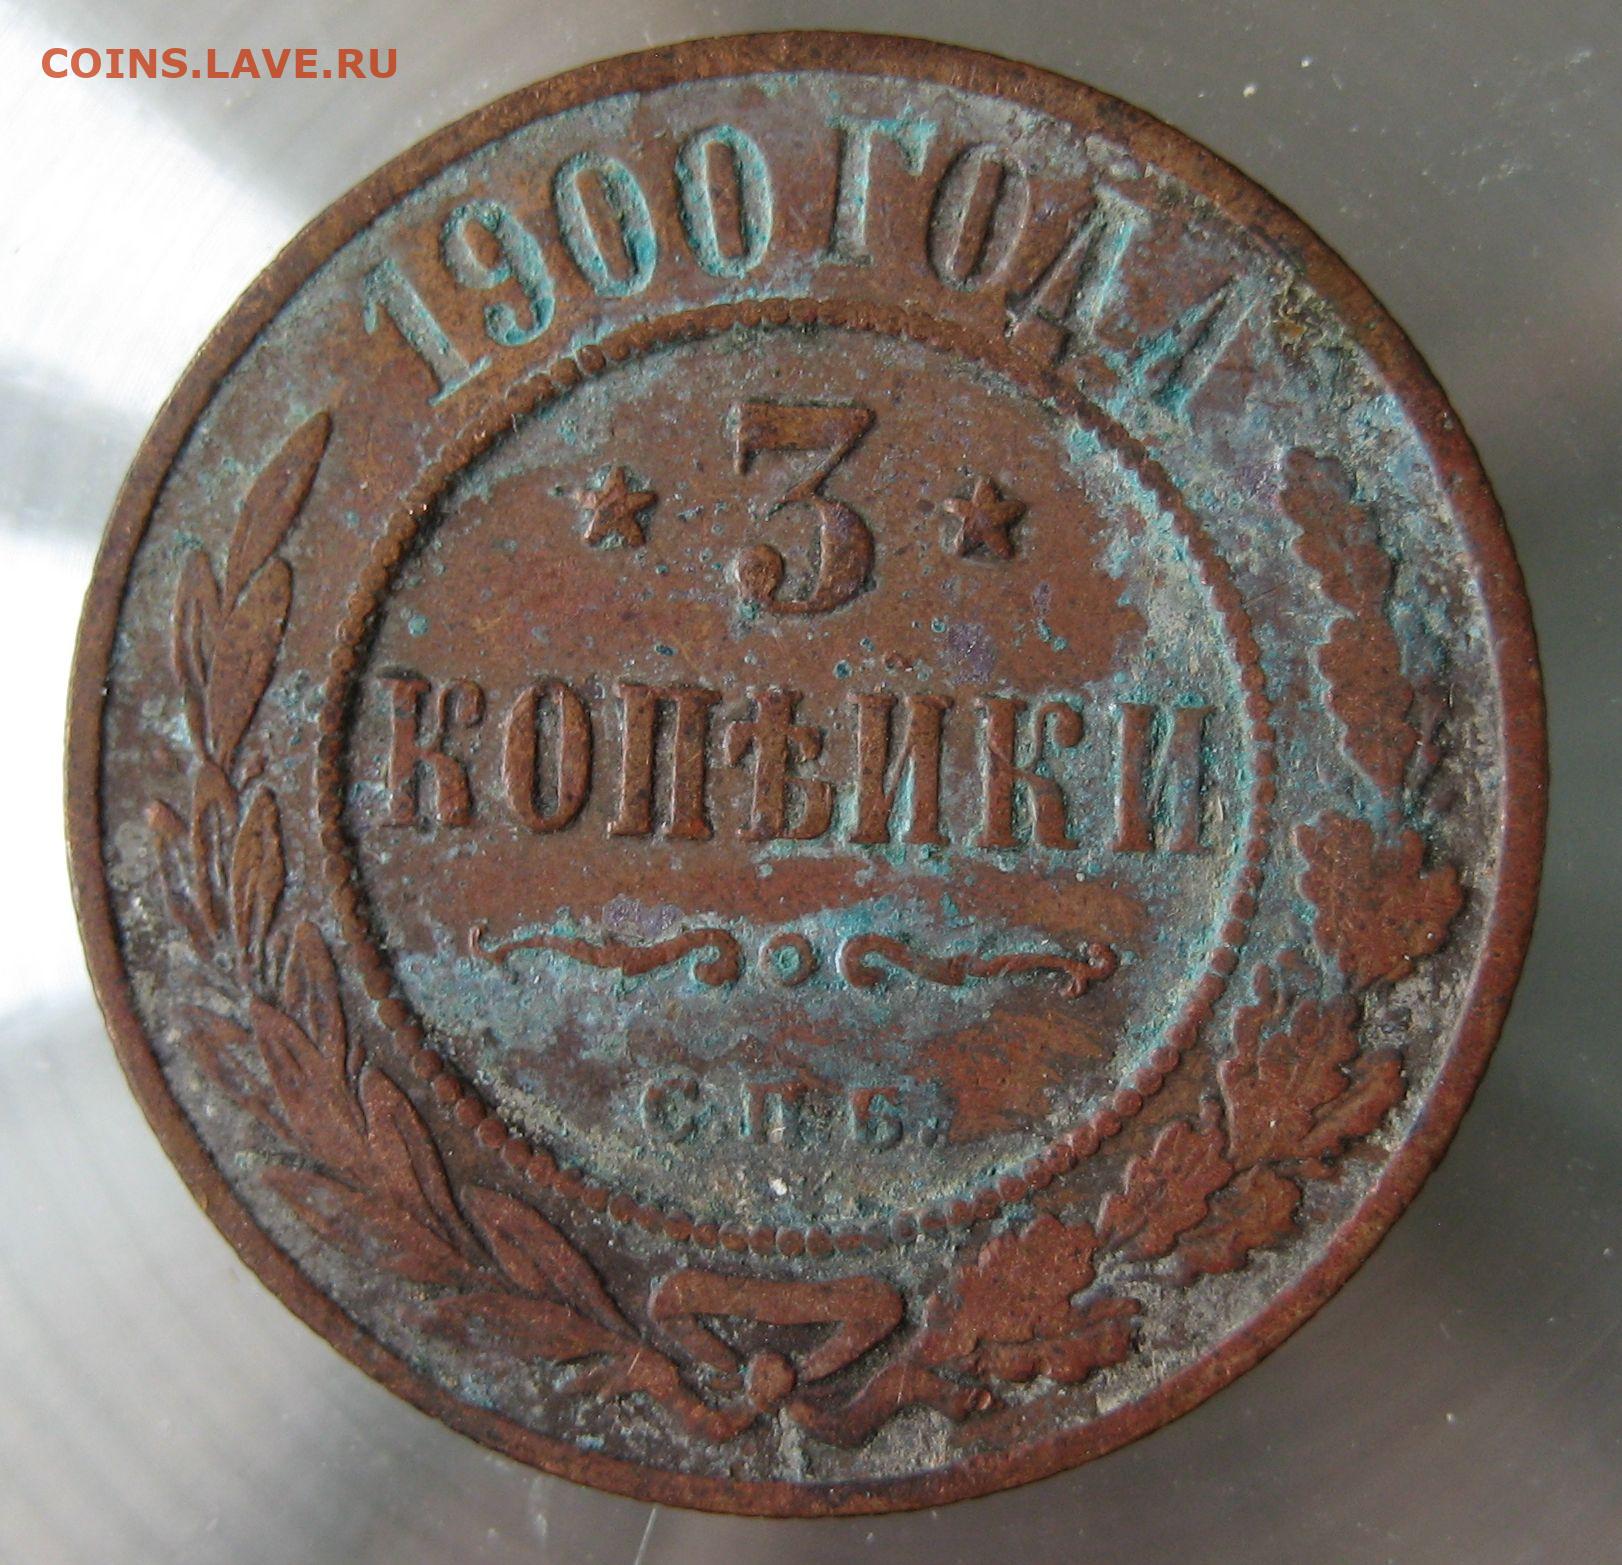 COINS.LAVE.RU
1900 ГОДА
3
КОПѢЙКИ
С.П.Б.